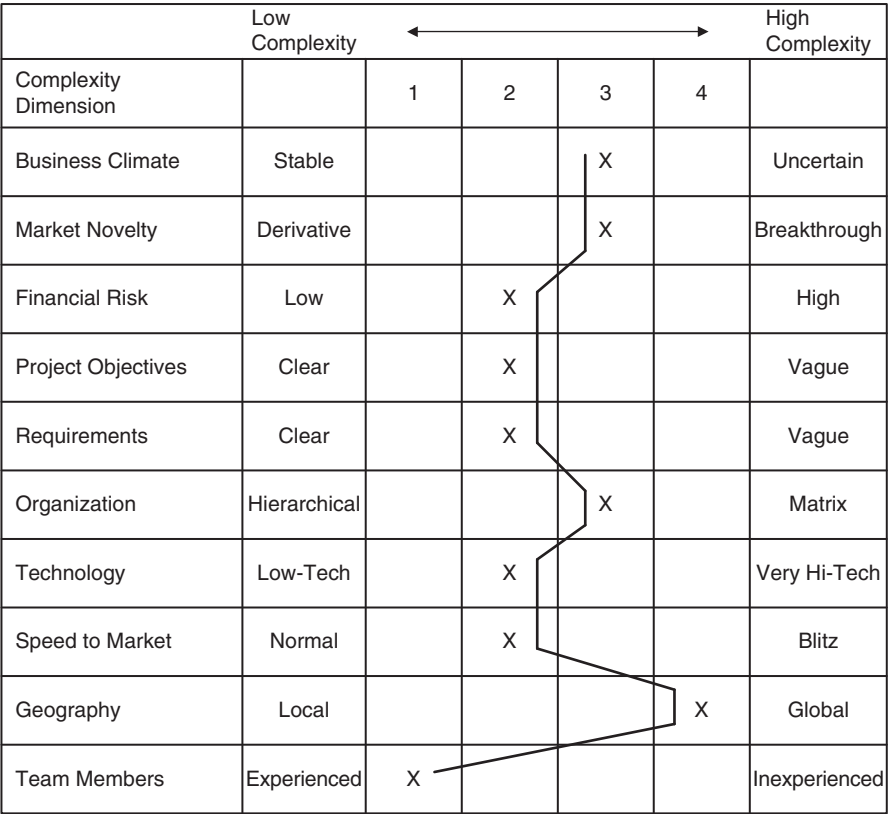 Low Complexity High Complexity
Complexity Dimension 1 2 3 4
Business Climate Stable X Uncertain
Market Novelty Derivative X Breakthrough
Financial Risk Low X High
Project Objectives Clear X Vague
Requirements Clear X Vague
Organization Hierarchical X Matrix
Technology Low-Tech X Very Hi-Tech
Speed to Market Normal X Blitz
Geography Local X Global
Team Members Experienced X Inexperienced